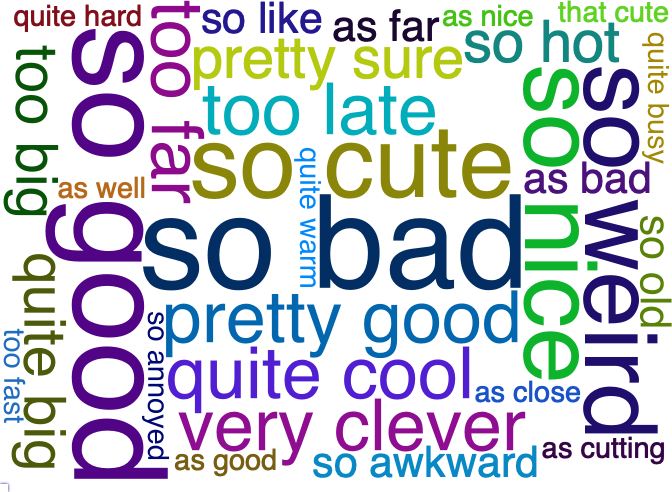 quite hard
too far
so like
as far
as nice
that cute
so hot
pretty sure
quite busy
too big
so good
too late
so nice
so weird
so cute
as well
quite warm
as bad
so bad
so old
quite big
too fast
so annoyed
pretty good
quite cool
as close
very clever
as good
so awkward
as cutting